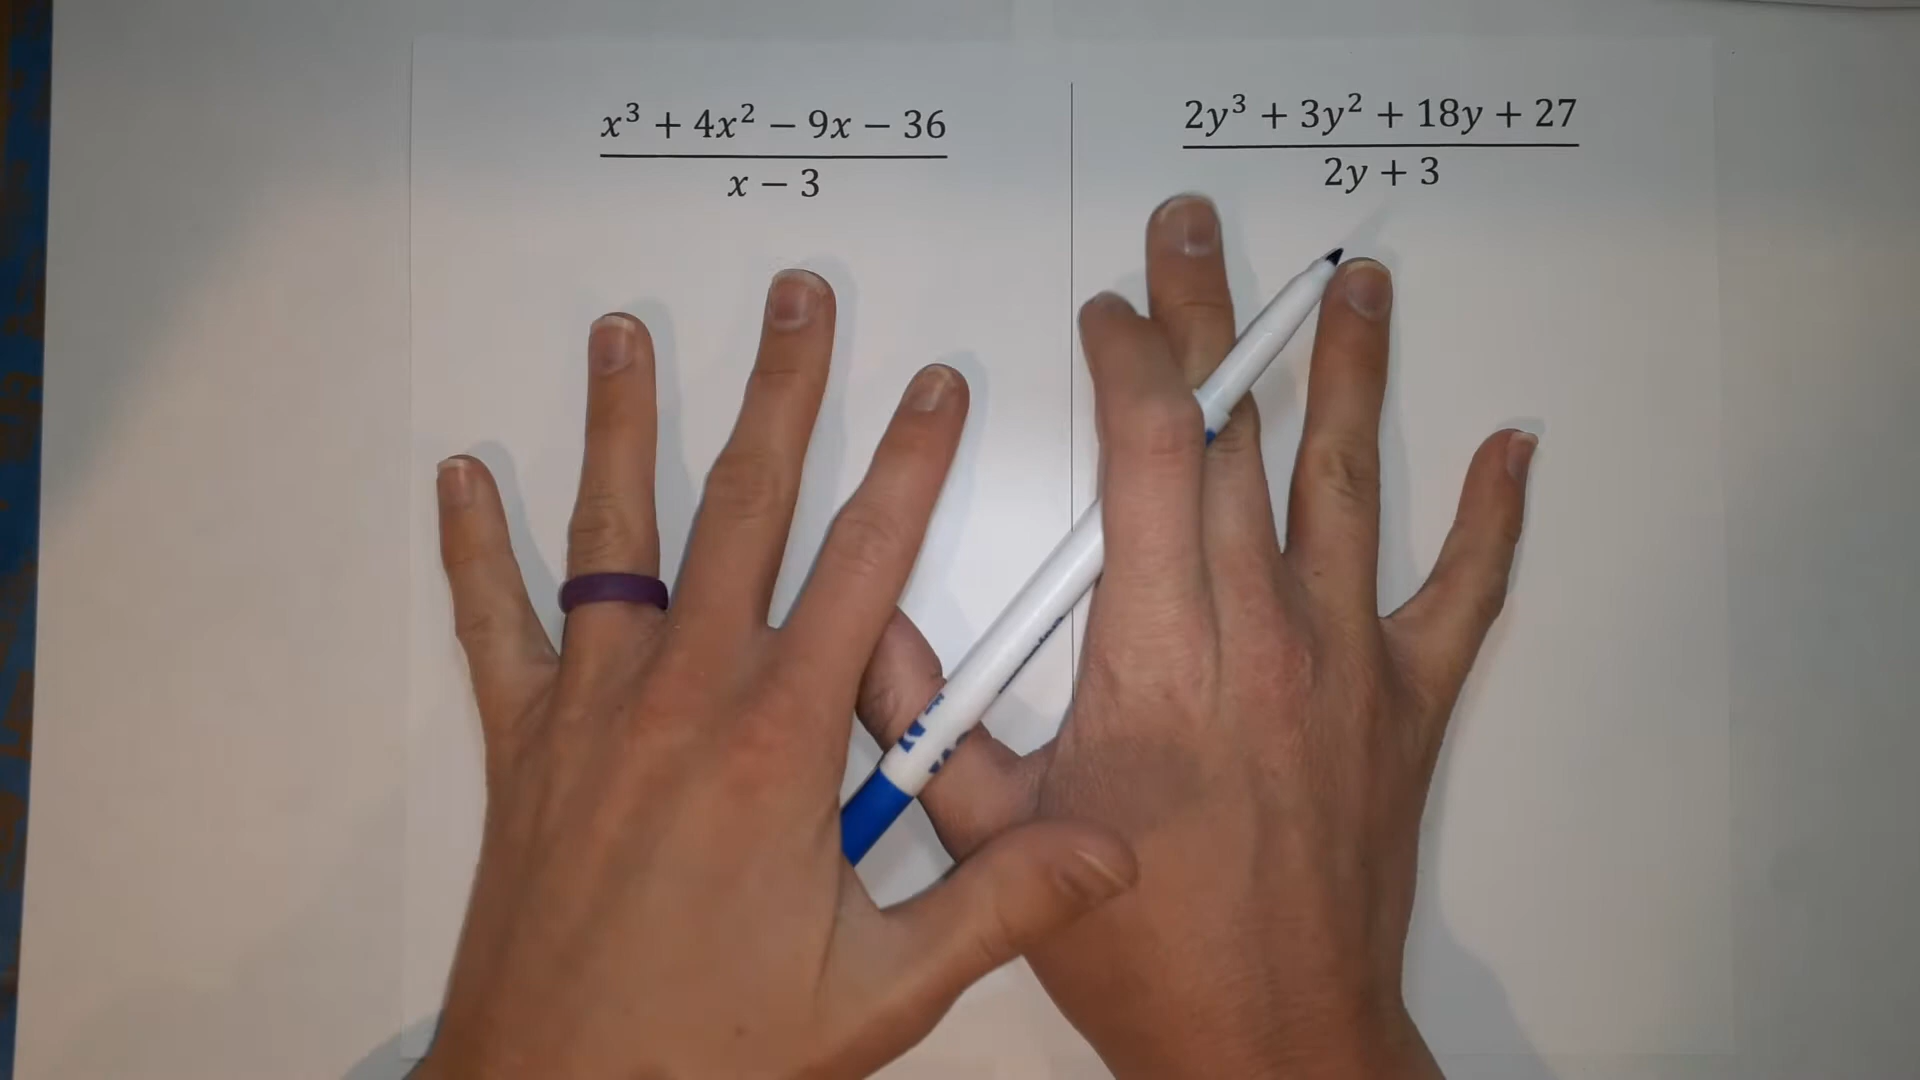 x³ + 4x² − 9x − 36
x − 3
2y³ + 3y² + 18y + 27
2y + 3